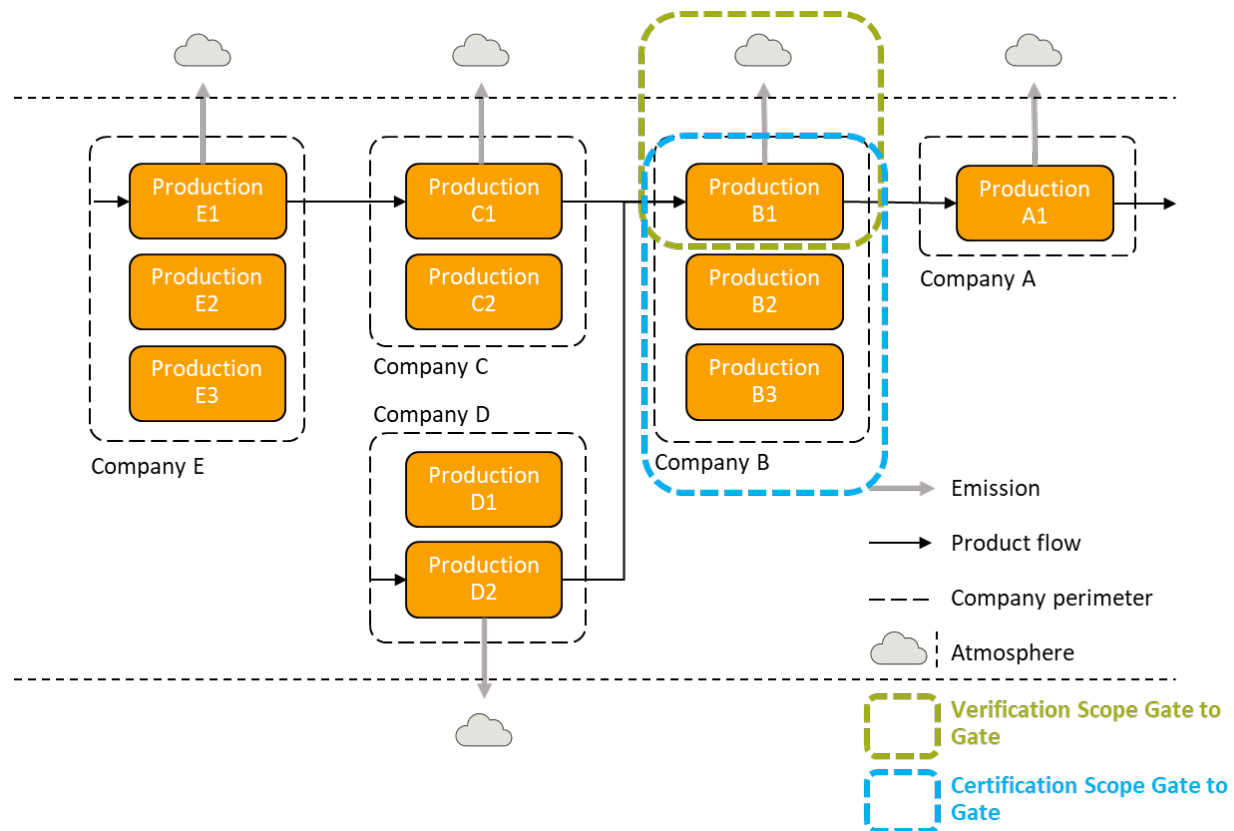 Production
E1
Production
E2
Production
E3
Company E
Production
C1
Production
C2
Company C
Company D
Production
D1
Production
D2
Production
B1
Production
B2
Production
B3
Company B
Production
A1
Company A
Emission
Product flow
Company perimeter
Atmosphere
Verification Scope Gate to
Gate
Certification Scope Gate to
Gate